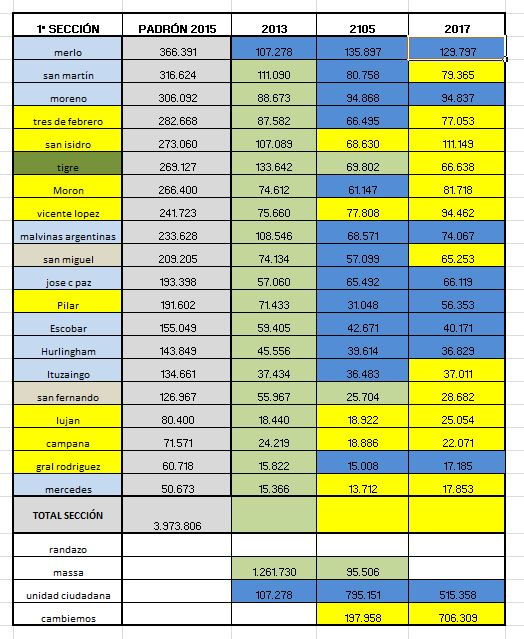 1ª SECCIÓN PADRÓN 2015 2013 2105 2017
merlo 366.391 107.278 135.897 129.797
san martín 316.624 111.090 80.758 79.365
moreno 306.092 88.673 94.868 94.837
tres de febrero 282.668 87.582 66.495 77.053
san isidro 273.060 107.089 68.630 111.149
tigre 269.127 133.642 69.802 66.638
Moron 266.400 74.612 61.147 81.718
vicente lopez 241.723 75.660 77.808 94.462
malvinas argentinas 233.628 108.546 68.571 74.067
san miguel 209.205 74.134 57.099 65.253
jose c paz 193.398 57.060 65.492 66.119
Pilar 191.602 71.433 31.048 56.353
Escobar 155.049 59.405 42.671 40.171
Hurlingham 143.849 45.556 39.614 36.829
Ituzaingo 134.661 37.434 36.483 37.011
san fernando 126.967 55.967 25.704 28.682
lujan 80.400 18.440 18.922 25.054
campana 71.571 24.219 18.886 22.071
gral rodriguez 60.718 15.822 15.008 17.185
mercedes 50.673 15.366 13.712 17.853
TOTAL SECCIÓN 3.973.806
randazo
massa 1.261.730 95.506
unidad ciudadana 107.278 795.151 515.358
cambiemos 197.958 706.309